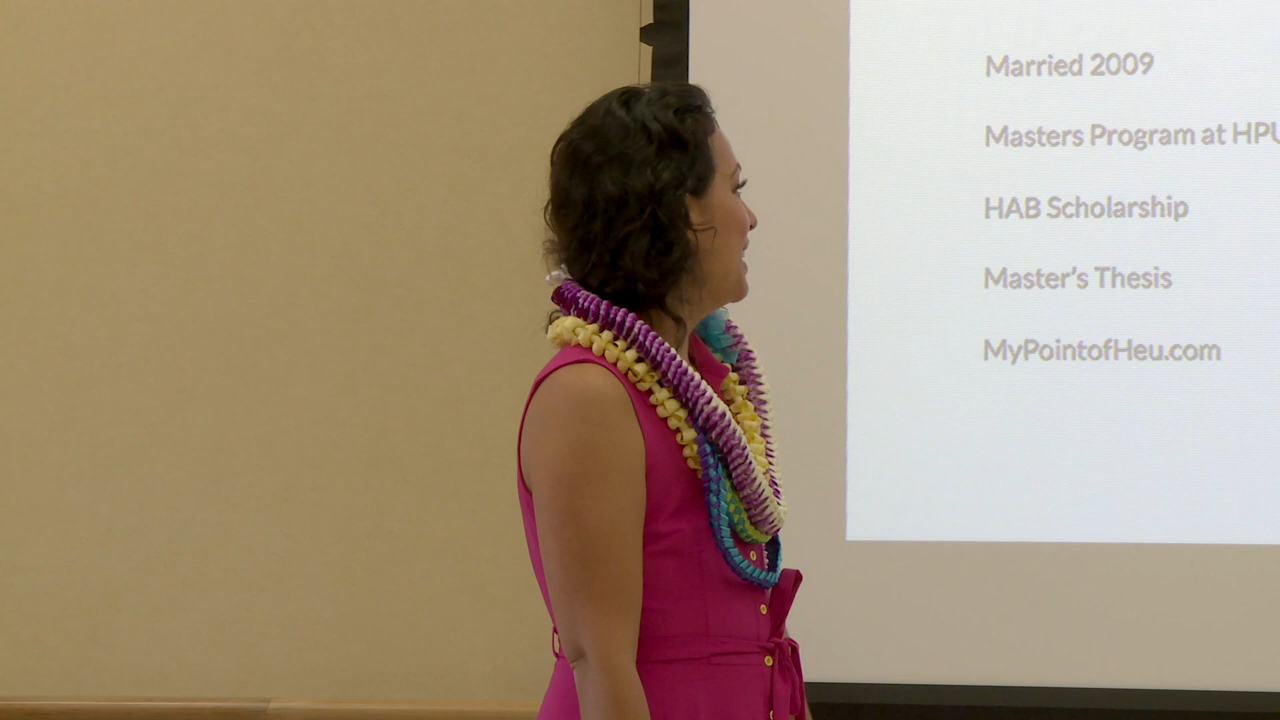 Married 2009
Masters Program at HPU
HAB Scholarship
Master's Thesis
MyPointofHeu.com